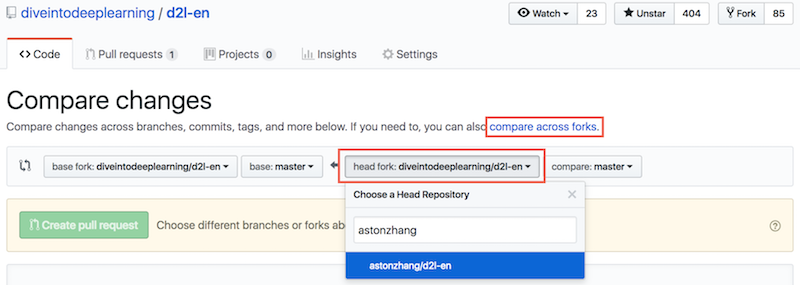 diveintodeeplearning / d2l-en
Watch 23 Unstar 404 Fork 85
Code Pull requests 1 Projects 0 Insights Settings
Compare changes
Compare changes across branches, commits, tags, and more below. If you need to, you can also compare across forks.
base fork: diveintodeeplearning/d2l-en base: master head fork: diveintodeeplearning/d2l-en compare: master
Choose a Head Repository
Create pull request Choose different branches or forks abo
astonzhang
astonzhang/d2l-en